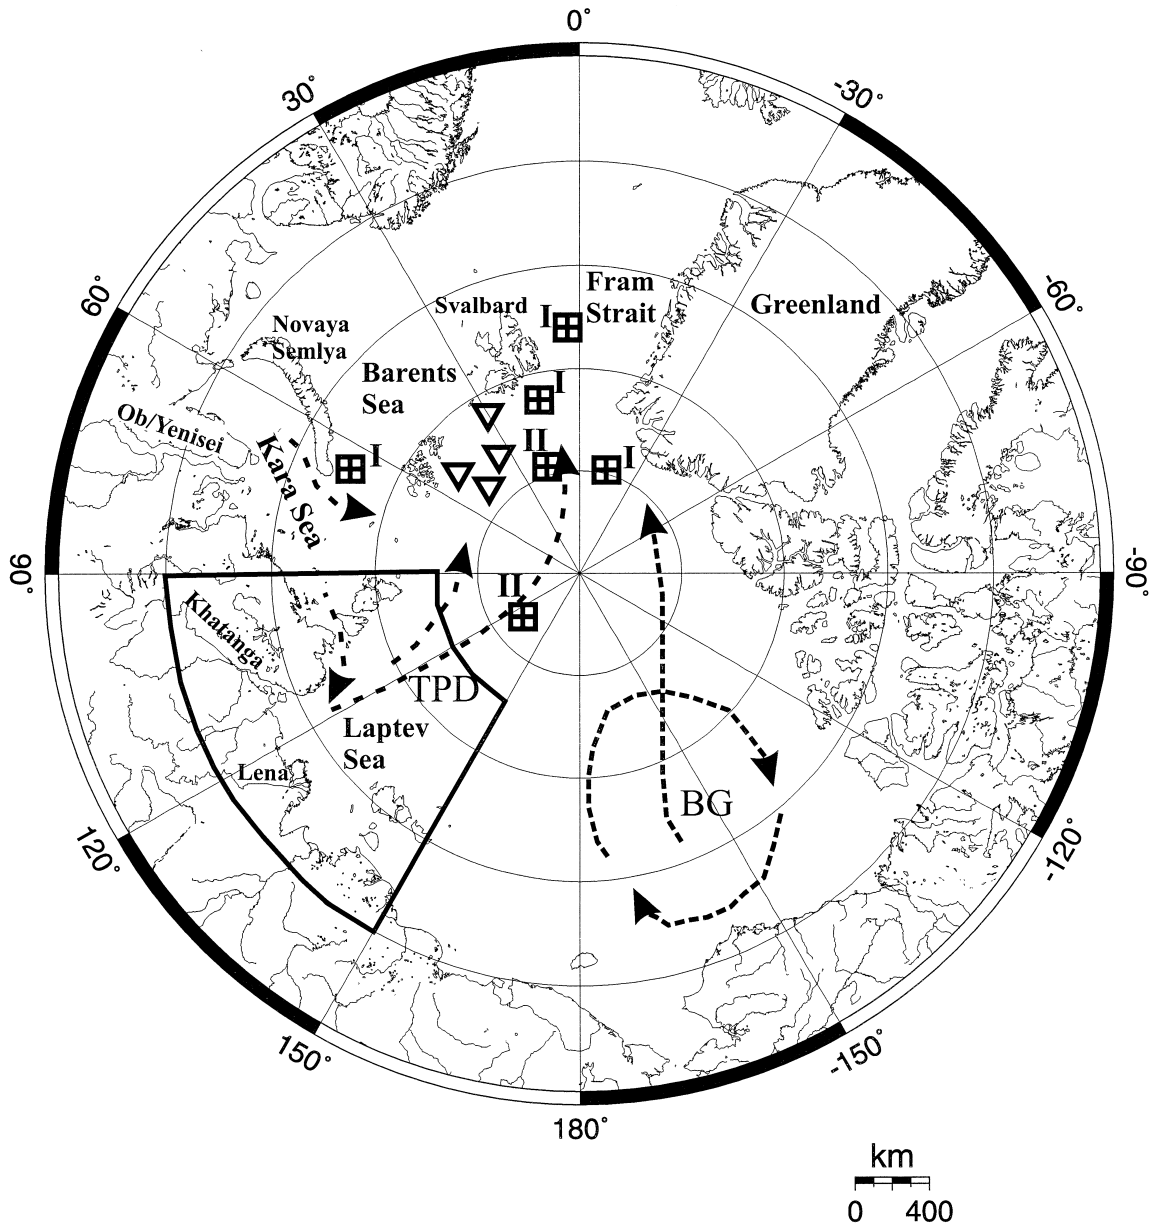 0°
30°
-30°
60°
-60°
Fram
Strait
Svalbard
I
Greenland
Novaya
Semlya
Barents
Sea
I
Ob/Yenisei
II
I
I
Kara Sea
90°
-90°
II
Khatanga
TPD
Laptev
Sea
Lena
BG
120°
-120°
150°
-150°
180°
km
0 400